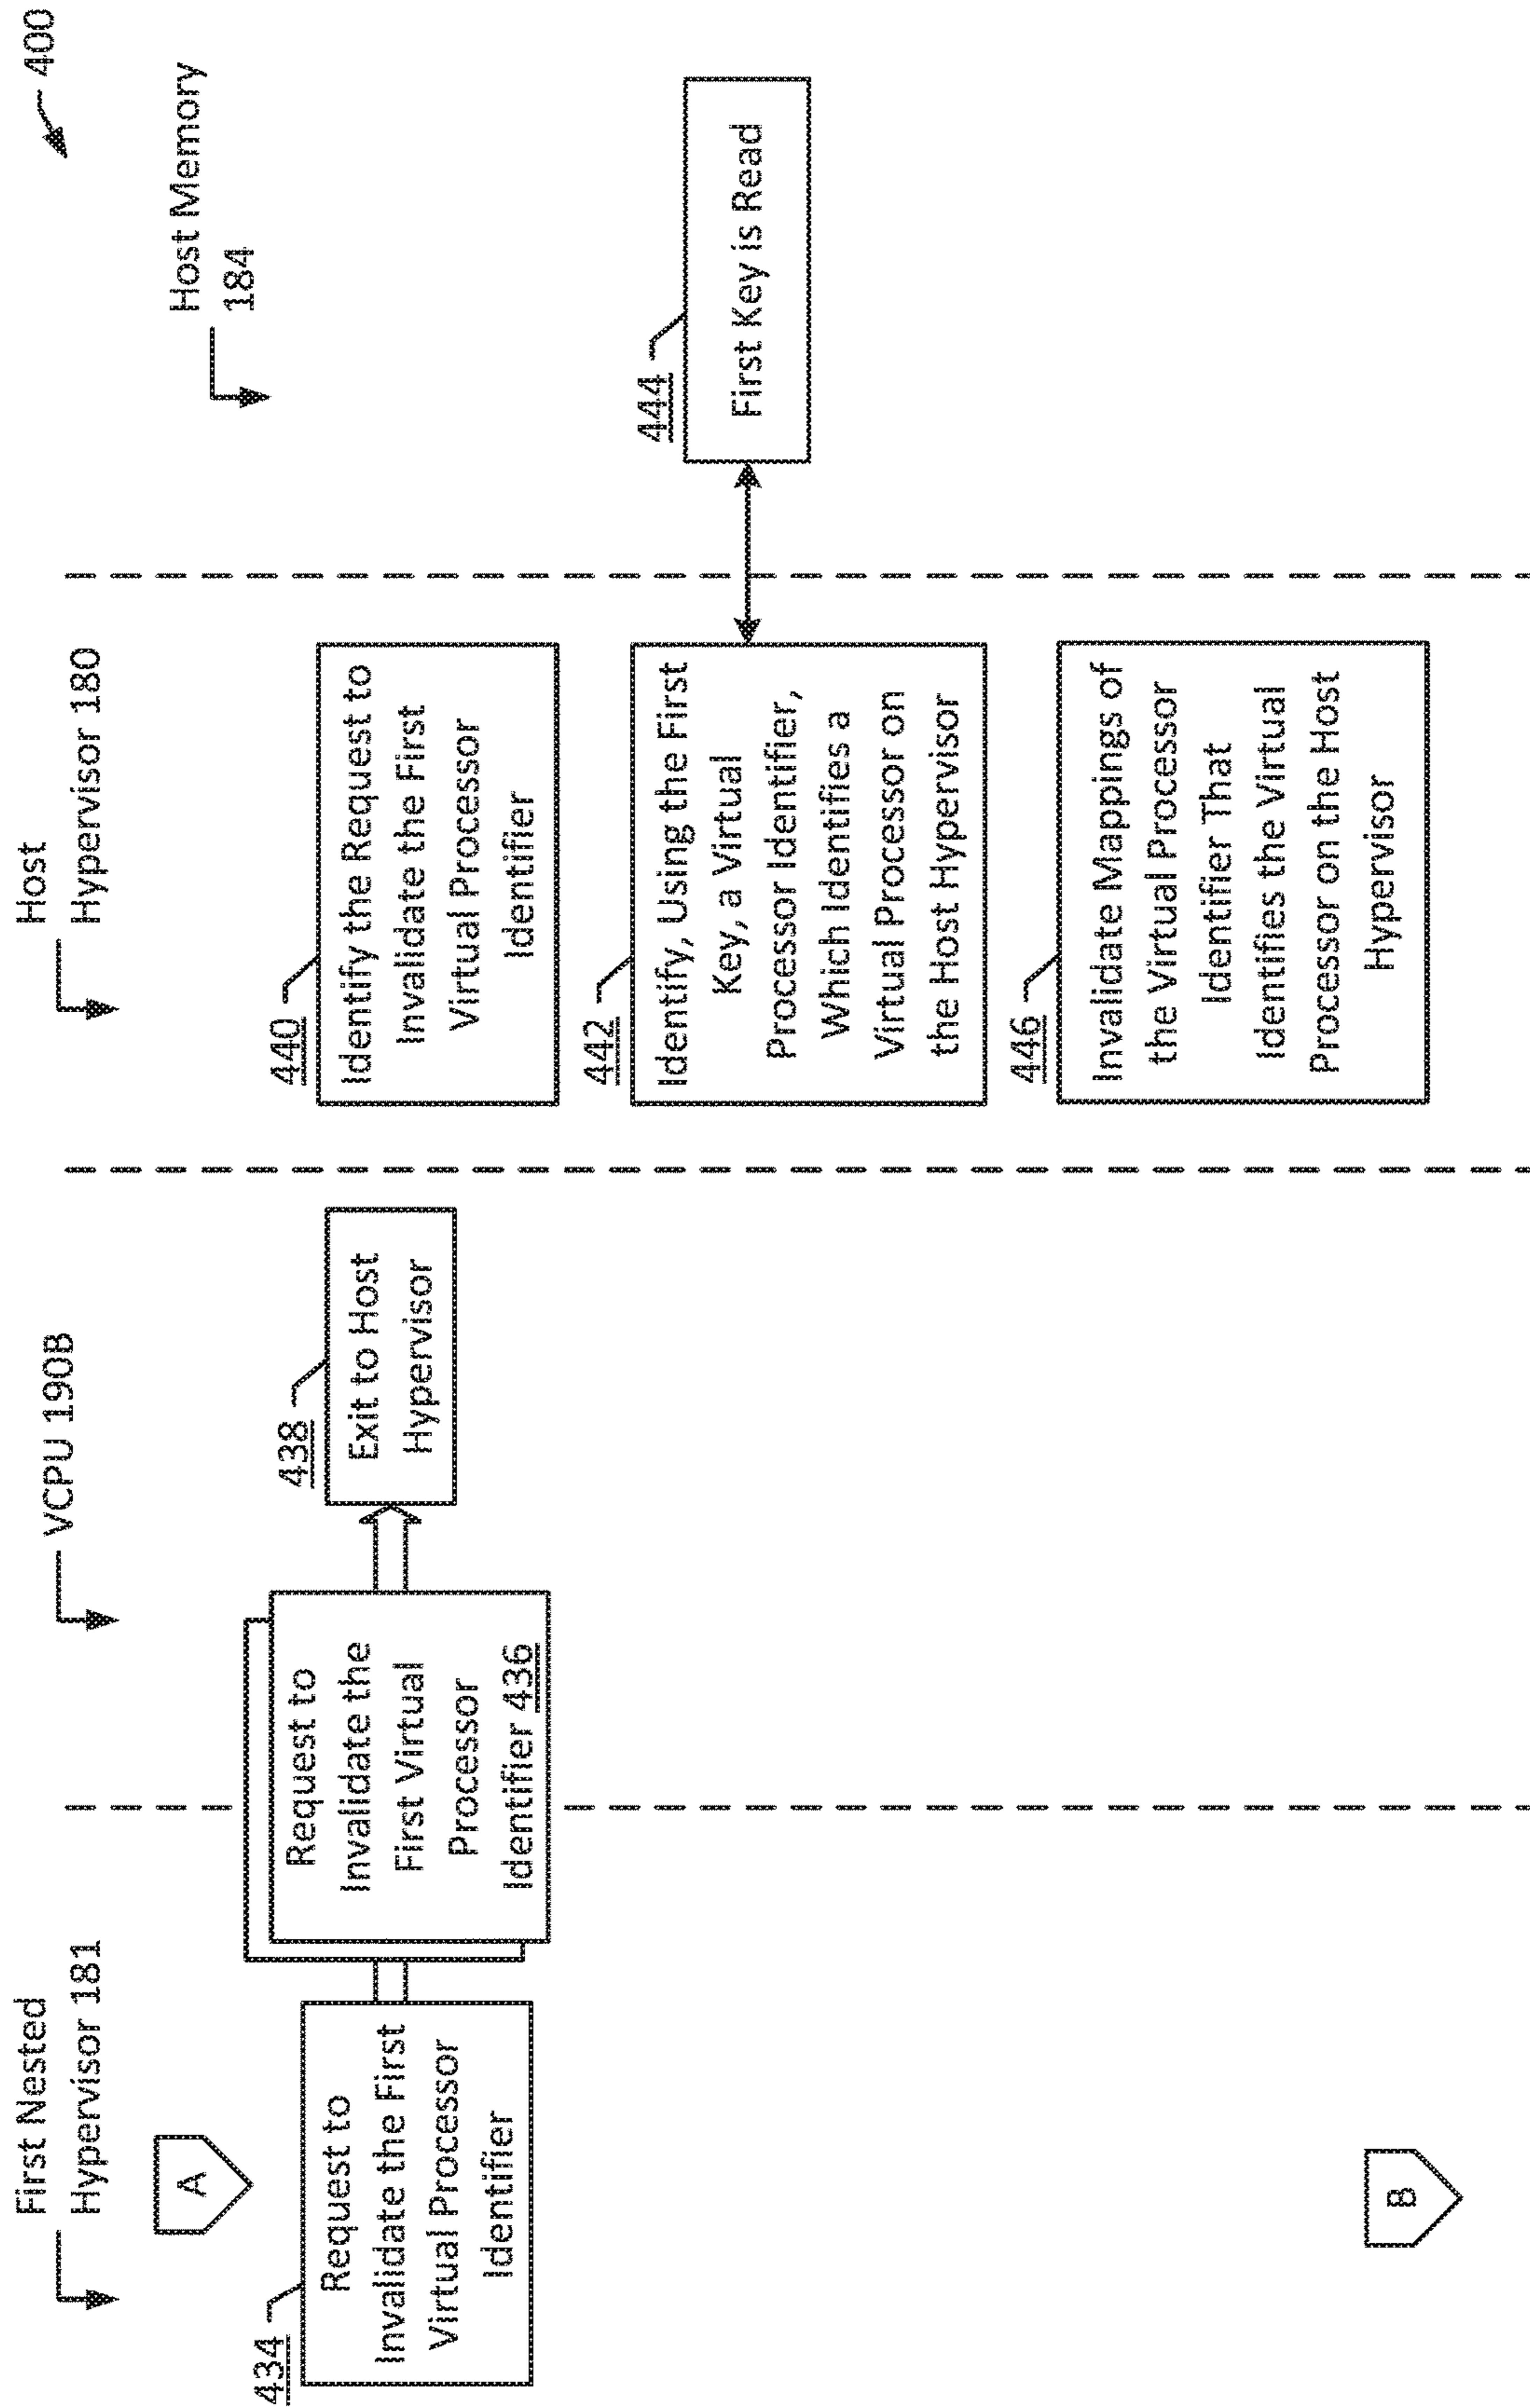 400
First Nested
Hypervisor 181
VCPU 190B
Host
Hypervisor 180
Host Memory
184
A
434
Request to
Invalidate the First
Virtual Processor
Identifier
Request to
Invalidate the
First Virtual
Processor
Identifier 436
438
Exit to Host
Hypervisor
440
Identify the Request to
Invalidate the First
Virtual Processor
Identifier
442
Identify, Using the First
Key, a Virtual
Processor Identifier,
Which Identifies a
Virtual Processor on
the Host Hypervisor
444
First Key is Read
446
Invalidate Mappings of
the Virtual Processor
Identifier That
Identifies the Virtual
Processor on the Host
Hypervisor
B